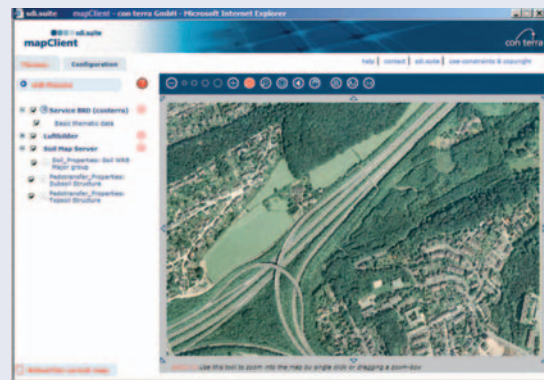 sdi.suite mapClient - con terra GmbH - Microsoft Internet Explorer
sdi.suite
mapClient
con terra
Themes Configuration
help | contact | sdi.suite | use constraints & copyright
add themes
Service BRD (conterra)
Basic thematic data
Luftbilder
Soil Map Server
Soil_Properties: Soil WRB
Major group
Pedotransfer_Properties:
Subsoil Structure
Pedotransfer_Properties:
Topsoil Structure
Use this tool to zoom into the map by single click or dragging a zoom-box